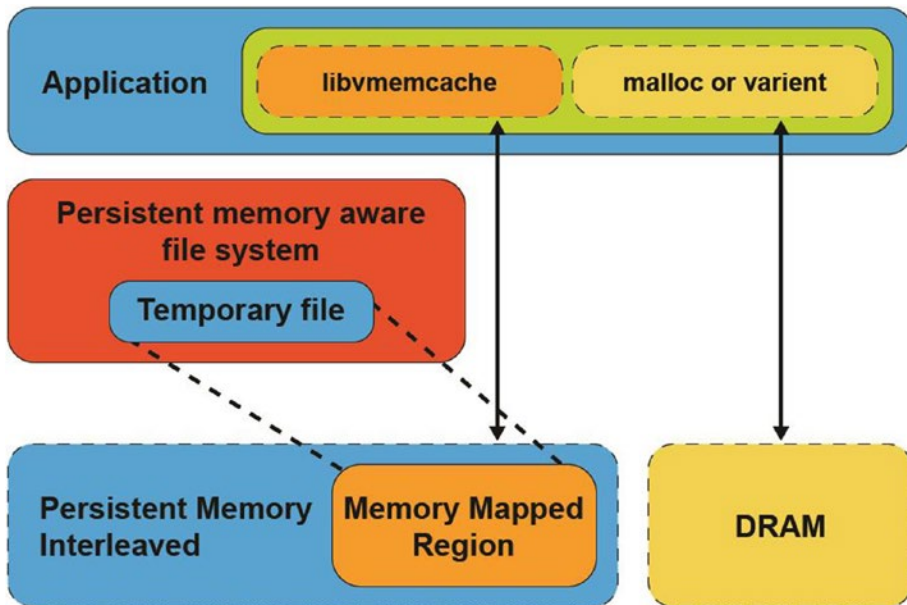 Application
libvmemcache
malloc or varient
Persistent memory aware
file system
Temporary file
Persistent Memory
Interleaved
Memory Mapped
Region
DRAM